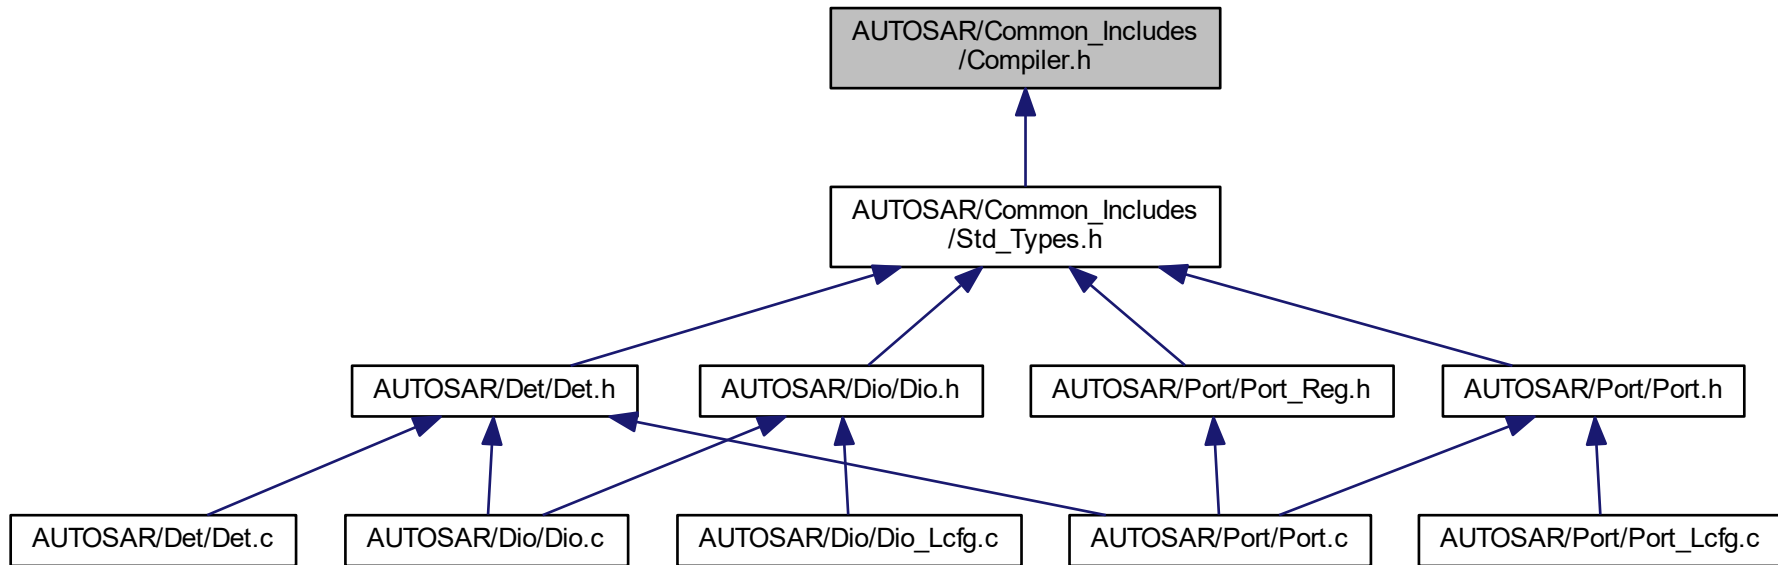 AUTOSAR/Common_Includes
/Compiler.h
AUTOSAR/Common_Includes
/Std_Types.h
AUTOSAR/Det/Det.h
AUTOSAR/Dio/Dio.h
AUTOSAR/Port/Port_Reg.h
AUTOSAR/Port/Port.h
AUTOSAR/Det/Det.c
AUTOSAR/Dio/Dio.c
AUTOSAR/Dio/Dio_Lcfg.c
AUTOSAR/Port/Port.c
AUTOSAR/Port/Port_Lcfg.c